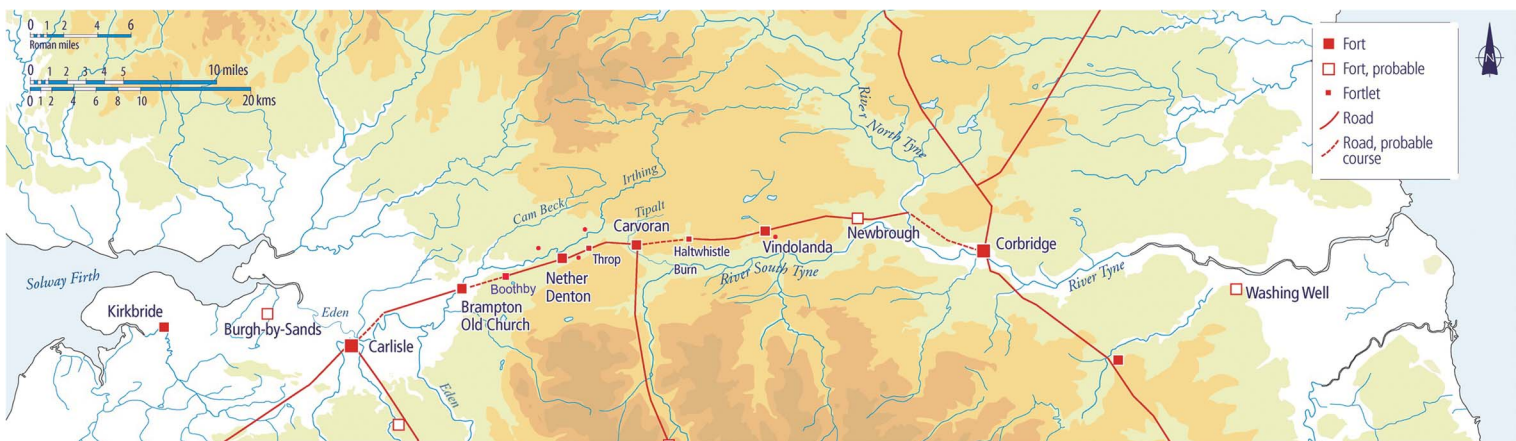 0 1 2 4 6
Roman miles
0 1 2 3 4 5 10 miles
0 1 2 4 6 8 10 20 kms
Fort
Fort, probable
Fortlet
Road
Road, probable
course
N
River North Tyne
Irthing
Cam Beck
Tipalt
Carvoran
Haltwhistle
Burn
Vindolanda
Newbrough
Corbridge
River South Tyne
River Tyne
Washing Well
Throp
Nether
Denton
Boothby
Brampton
Old Church
Solway Firth
Kirkbride
Burgh-by-Sands
Eden
Carlisle
Eden